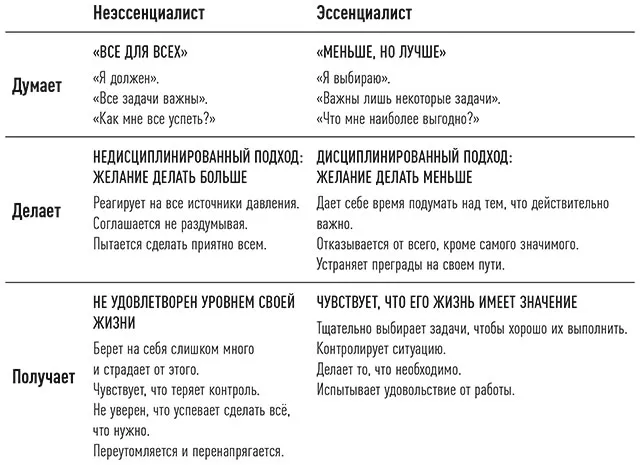 Неэссенциалист
Эссенциалист
Думает
«ВСЕ ДЛЯ ВСЕХ»
«Я должен».
«Все задачи важны».
«Как мне все успеть?»
«МЕНЬШЕ, НО ЛУЧШЕ»
«Я выбираю».
«Важны лишь некоторые задачи».
«Что мне наиболее выгодно?»
Делает
НЕДИСЦИПЛИНИРОВАННЫЙ ПОДХОД:
ЖЕЛАНИЕ ДЕЛАТЬ БОЛЬШЕ
Реагирует на все источники давления.
Соглашается не раздумывая.
Пытается сделать приятно всем.
ДИСЦИПЛИНИРОВАННЫЙ ПОДХОД:
ЖЕЛАНИЕ ДЕЛАТЬ МЕНЬШЕ
Дает себе время подумать над тем, что действительно
важно.
Отказывается от всего, кроме самого значимого.
Устраняет преграды на своем пути.
Получает
НЕ УДОВЛЕТВОРЕН УРОВНЕМ СВОЕЙ
ЖИЗНИ
Берет на себя слишком много
и страдает от этого.
Чувствует, что теряет контроль.
Не уверен, что успевает сделать всё,
что нужно.
Переутомляется и перенапрягается.
ЧУВСТВУЕТ, ЧТО ЕГО ЖИЗНЬ ИМЕЕТ ЗНАЧЕНИЕ
Тщательно выбирает задачи, чтобы хорошо их выполнить.
Контролирует ситуацию.
Делает то, что необходимо.
Испытывает удовольствие от работы.